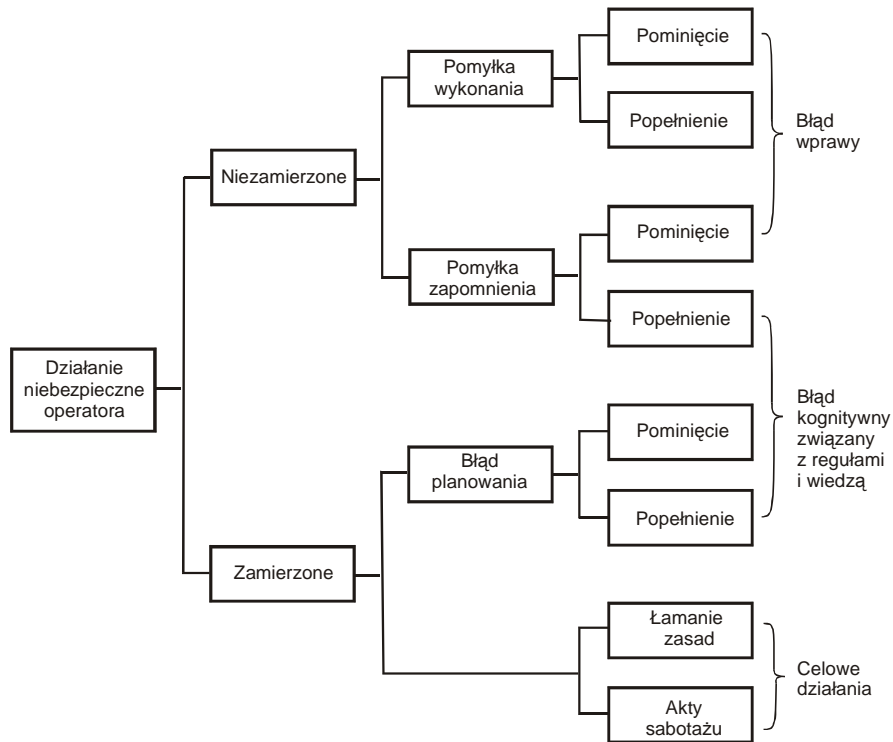 Pominięcie
Pomyłka
wykonania
Popełnienie
Błąd
wprawy
Niezamierzone
Pominięcie
Pomyłka
zapomnienia
Popełnienie
Działanie
niebezpieczne
operatora
Błąd
kognitywny
związany
z regułami
i wiedzą
Pominięcie
Błąd
planowania
Popełnienie
Zamierzone
Łamanie
zasad
Celowe
działania
Akty
sabotażu